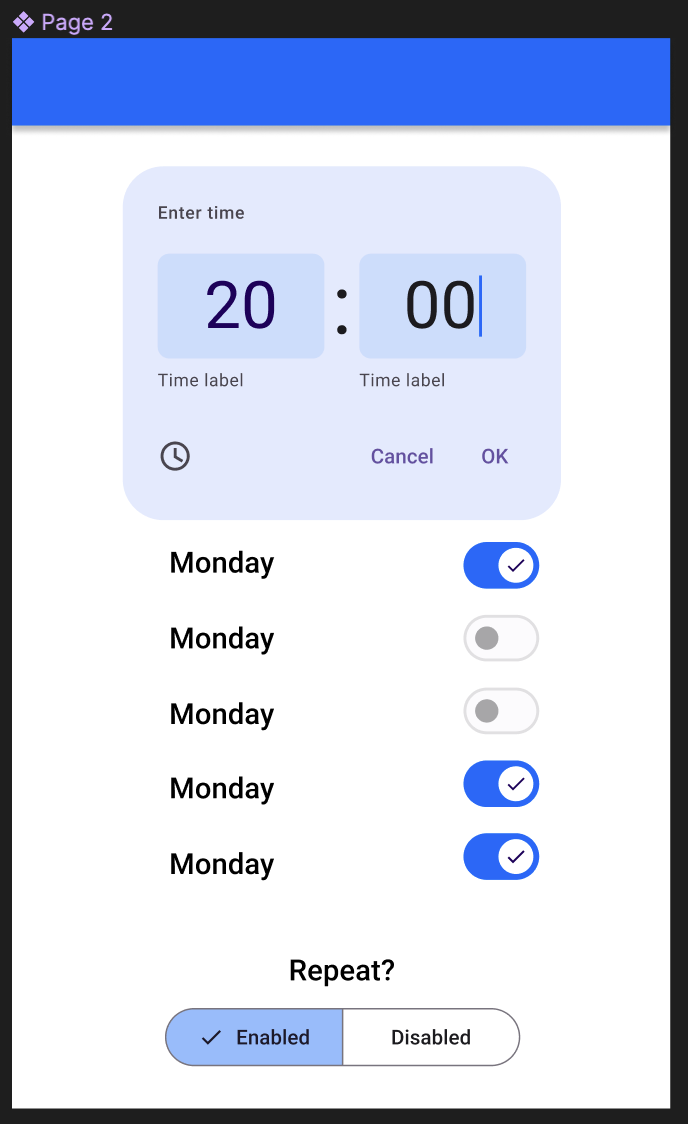 Page 2
Enter time
20 : 00
Time label Time label
Cancel OK
Monday
Monday
Monday
Monday
Monday
Repeat?
Enabled Disabled